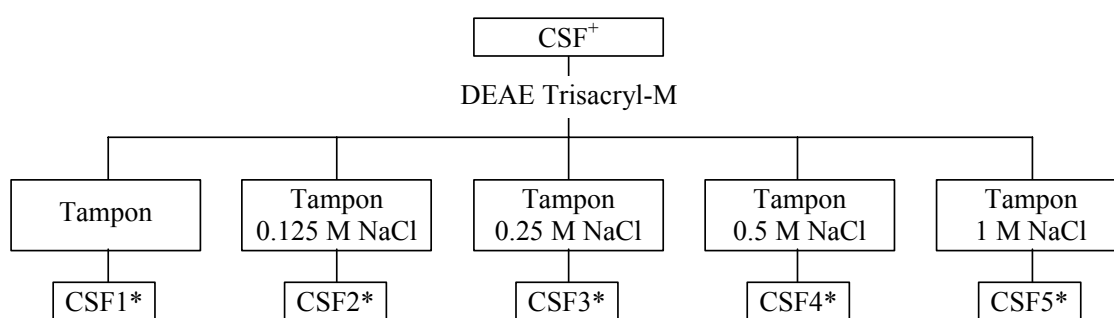 CSF⁺
DEAE Trisacryl-M
Tampon
Tampon
0.125 M NaCl
Tampon
0.25 M NaCl
Tampon
0.5 M NaCl
Tampon
1 M NaCl
CSF1*
CSF2*
CSF3*
CSF4*
CSF5*